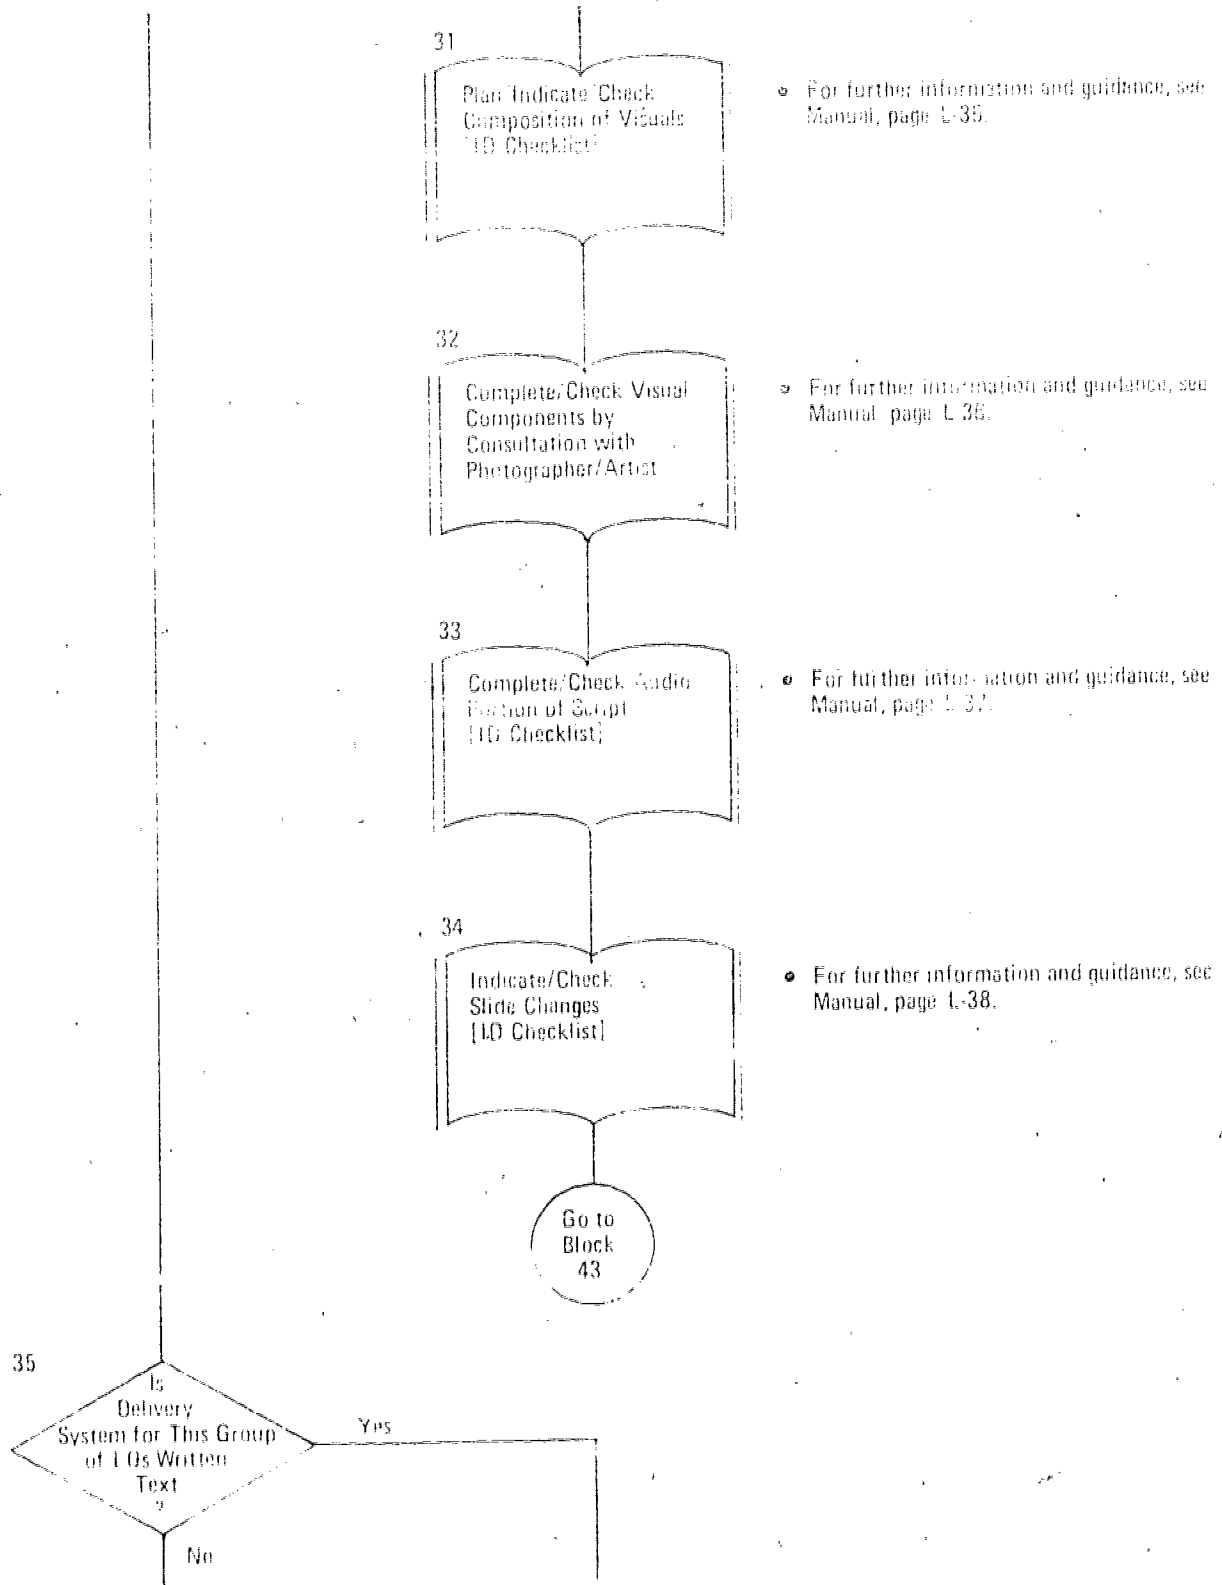 31
Plan/Indicate/Check
Composition of Visuals
[ID Checklist]
For further information and guidance, see
Manual, page L-35.
32
Complete/Check Visual
Components by
Consultation with
Photographer/Artist
For further information and guidance, see
Manual, page L-36.
33
Complete/Check Audio
Portion of Script
[ID Checklist]
For further information and guidance, see
Manual, page L-37.
34
Indicate/Check
Slide Changes
[I.D Checklist]
For further information and guidance, see
Manual, page L-38.
Go to
Block
43
35
Is
Delivery
System for This Group
of LOs Written
Text
?
Yes
No